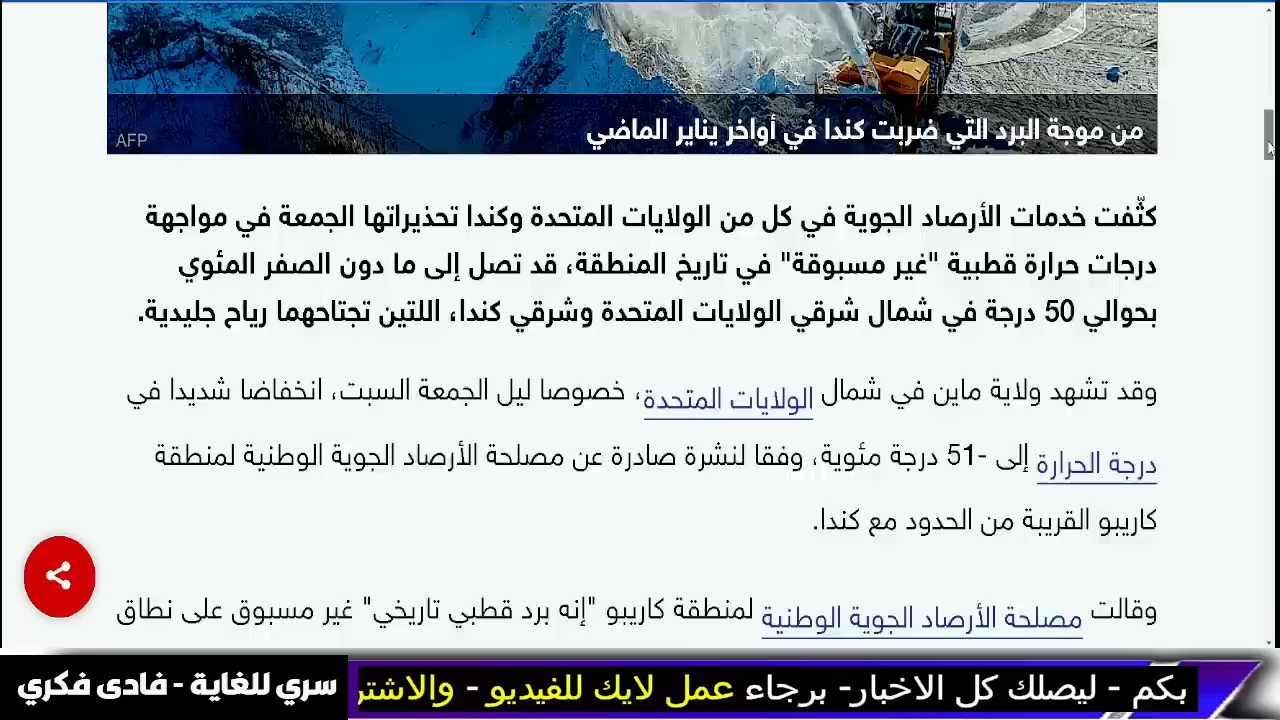 من موجة البرد التي ضربت كندا في أواخر يناير الماضي
AFP
كثّفت خدمات الأرصاد الجوية في كل من الولايات المتحدة وكندا تحذيراتها الجمعة في مواجهة
درجات حرارة قطبية "غير مسبوقة" في تاريخ المنطقة، قد تصل إلى ما دون الصفر المئوي
بحوالي 50 درجة في شمال شرقي الولايات المتحدة وشرقي كندا، اللتين تجتاحهما رياح جليدية.
وقد تشهد ولاية ماين في شمال الولايات المتحدة، خصوصا ليل الجمعة السبت، انخفاضا شديدا في
درجة الحرارة إلى -51 درجة مئوية، وفقا لنشرة صادرة عن مصلحة الأرصاد الجوية الوطنية لمنطقة
كاريبو القريبة من الحدود مع كندا.
وقالت مصلحة الأرصاد الجوية الوطنية لمنطقة كاريبو "إنه برد قطبي تاريخي" غير مسبوق على نطاق
بكم - ليصلك كل الاخبار- برجاء عمل لايك للفيديو - والاشتر
سري للغاية - فادى فكري